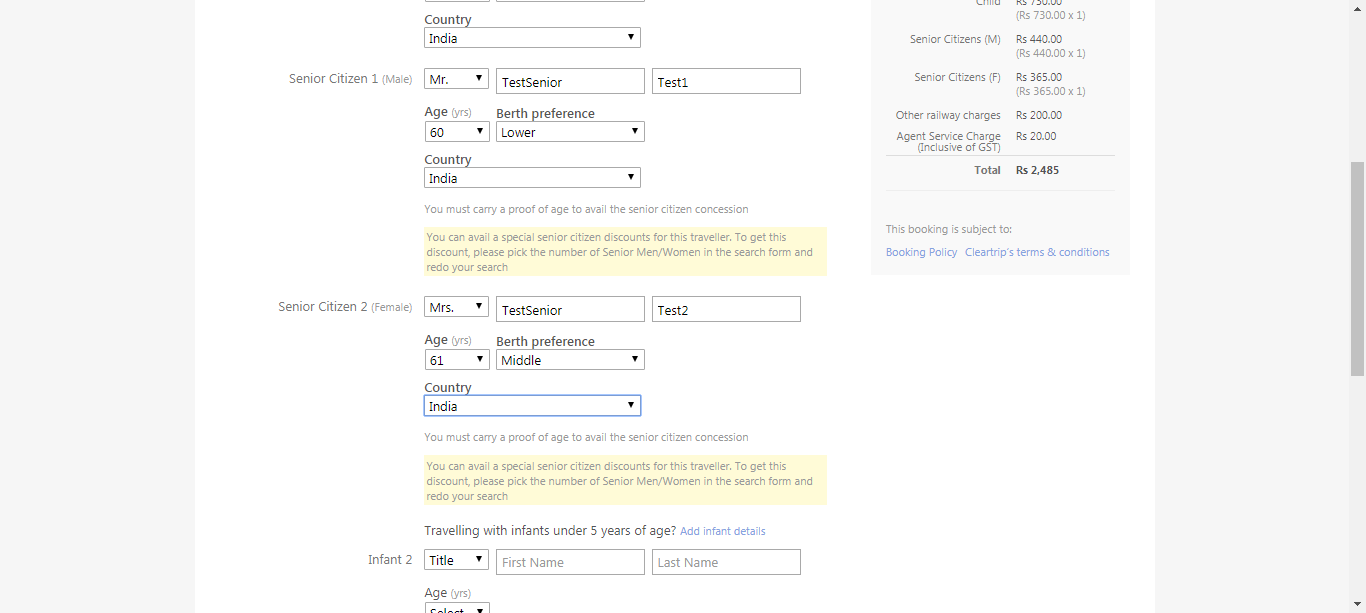 Country
India
Senior Citizen 1 (Male)
Mr.
TestSenior
Test1
Age (yrs)
Berth preference
60
Lower
Country
India
You must carry a proof of age to avail the senior citizen concession
You can avail a special senior citizen discounts for this traveller. To get this
discount, please pick the number of Senior Men/Women in the search form and
redo your search
Senior Citizen 2 (Female)
Mrs.
TestSenior
Test2
Age (yrs)
Berth preference
61
Middle
Country
India
You must carry a proof of age to avail the senior citizen concession
You can avail a special senior citizen discounts for this traveller. To get this
discount, please pick the number of Senior Men/Women in the search form and
redo your search
Travelling with infants under 5 years of age? Add infant details
Infant 2
Title
First Name
Last Name
Age (yrs)
Select
Child Rs 730.00
(Rs 730.00 x 1)
Senior Citizens (M) Rs 440.00
(Rs 440.00 x 1)
Senior Citizens (F) Rs 365.00
(Rs 365.00 x 1)
Other railway charges Rs 200.00
Agent Service Charge Rs 20.00
(Inclusive of GST)
Total Rs 2,485
This booking is subject to:
Booking Policy Cleartrip's terms & conditions